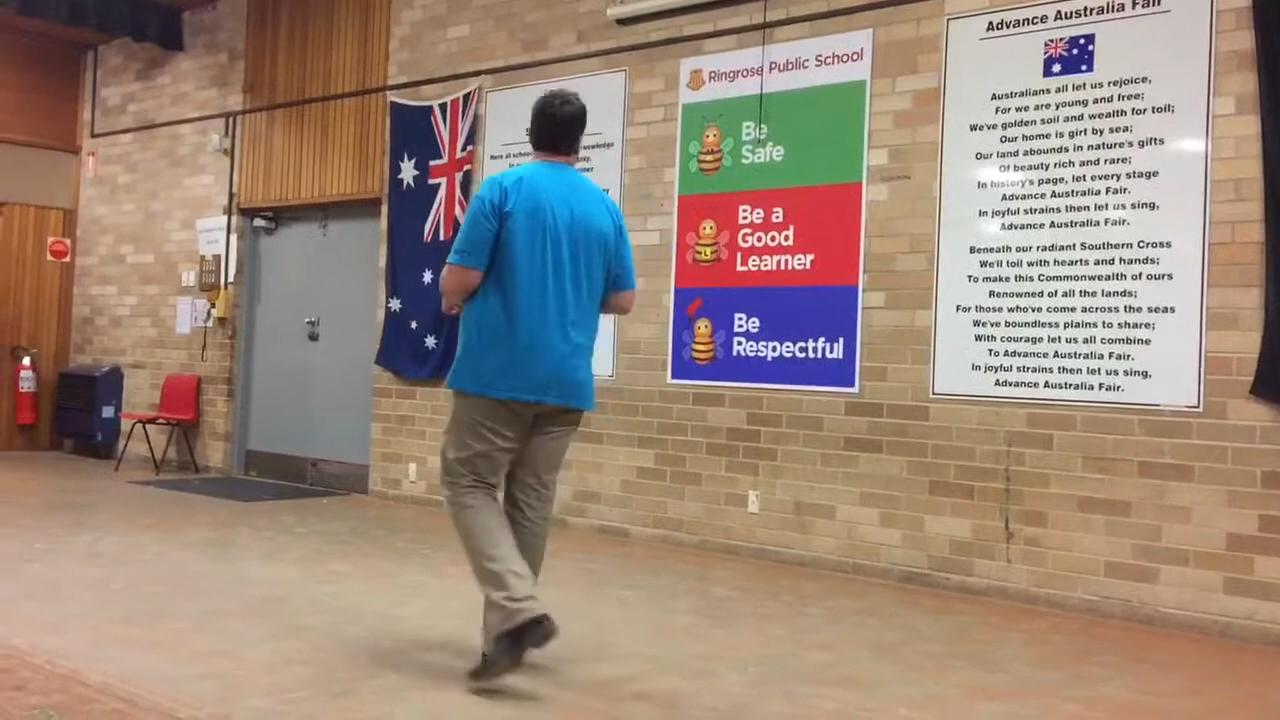 Here at school knowledge
Ringrose Public School
Be
Safe
Be a
Good
Learner
L
Be
Respectful
Advance Australia Fair
Australians all let us rejoice,
For we are young and free;
We've golden soil and wealth for toil;
Our home is girt by sea;
Our land abounds in nature's gifts
Of beauty rich and rare;
In history's page, let every stage
Advance Australia Fair.
In joyful strains then let us sing,
Advance Australia Fair.
Beneath our radiant Southern Cross
We'll toil with hearts and hands;
To make this Commonwealth of ours
Renowned of all the lands;
For those who've come across the seas
We've boundless plains to share;
With courage let us all combine
To Advance Australia Fair.
In joyful strains then let us sing,
Advance Australia Fair.